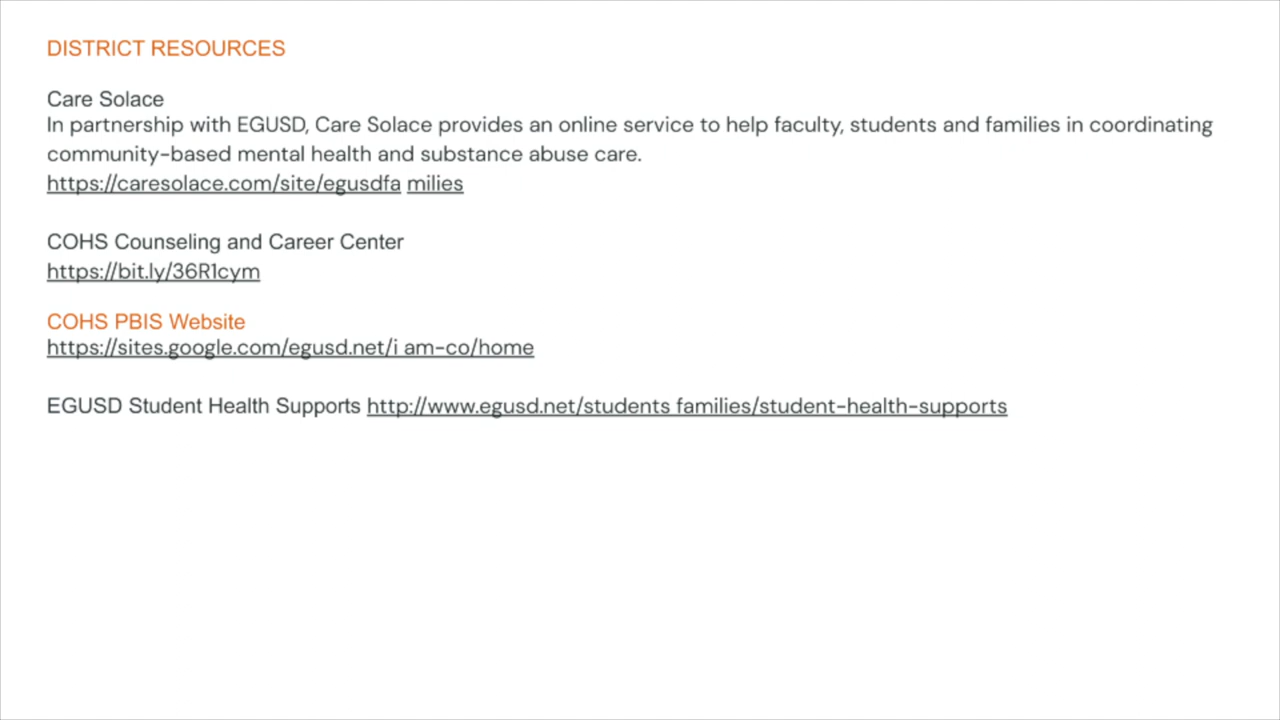 DISTRICT RESOURCES
Care Solace
In partnership with EGUSD, Care Solace provides an online service to help faculty, students and families in coordinating
community-based mental health and substance abuse care.
https://caresolace.com/site/egusdfa milies
COHS Counseling and Career Center
https://bit.ly/36R1cym
COHS PBIS Website
https://sites.google.com/egusd.net/i am-co/home
EGUSD Student Health Supports http://www.egusd.net/students families/student-health-supports